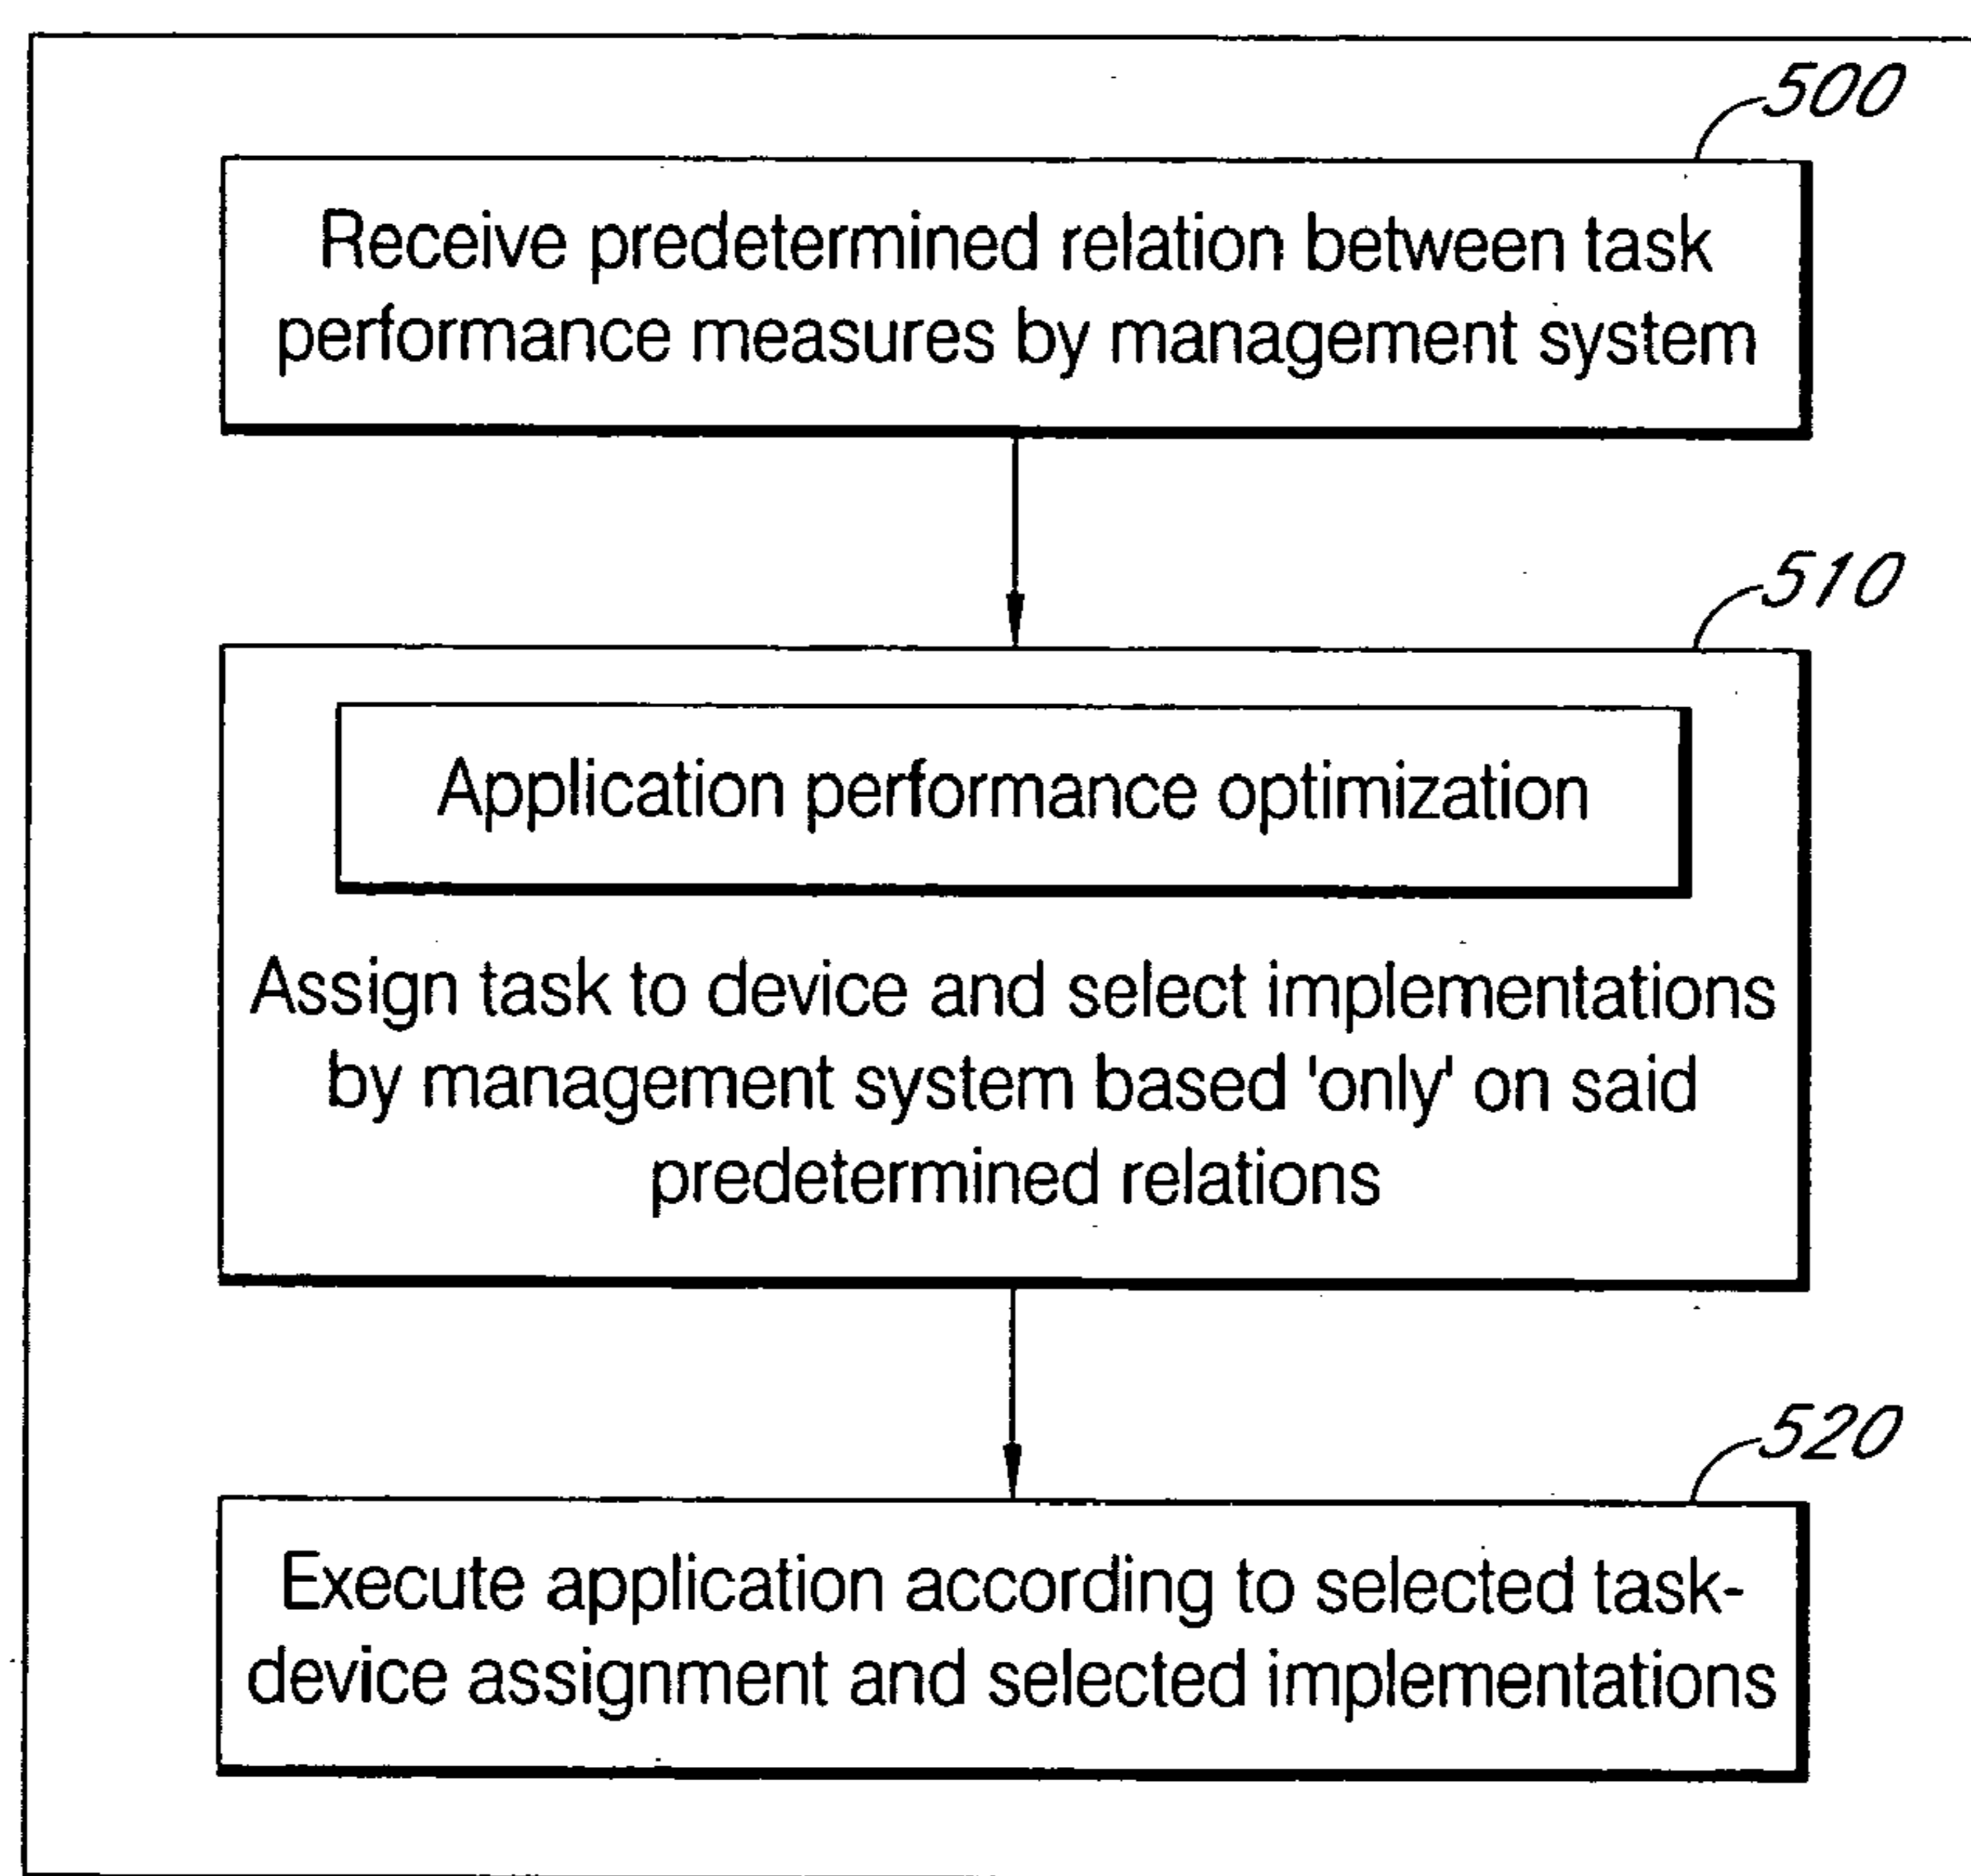 500
Receive predetermined relation between task
performance measures by management system
510
Application performance optimization
Assign task to device and select implementations
by management system based 'only' on said
predetermined relations
520
Execute application according to selected task-
device assignment and selected implementations